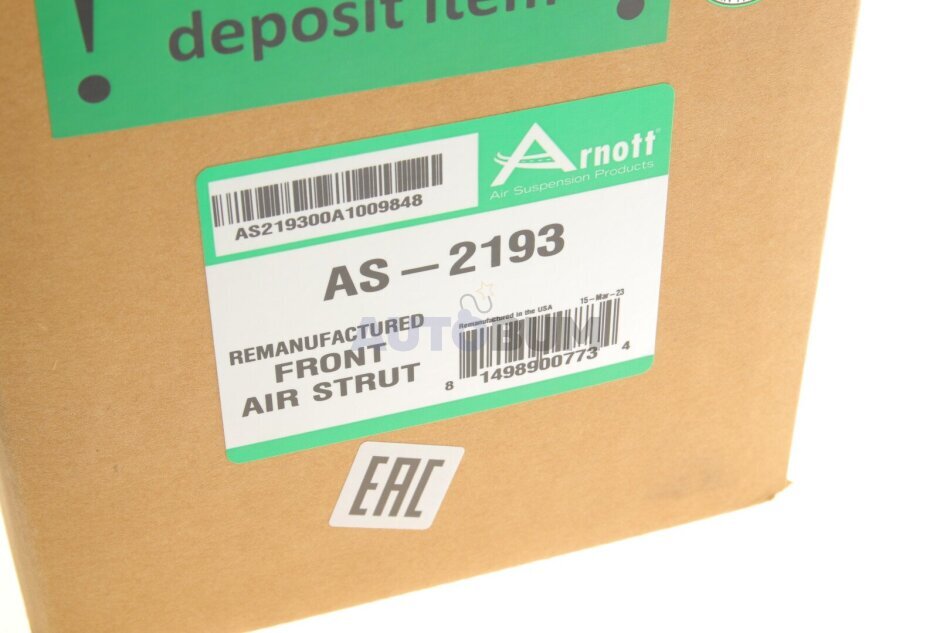 ! deposit item !
Arnott®
Air Suspension Products
AS219300A1009848
AS – 2193
REMANUFACTURED
FRONT
AIR STRUT
Remanufactured in the USA 15-Mar-23
8 1498900773 4
AUTOBUM
EAC